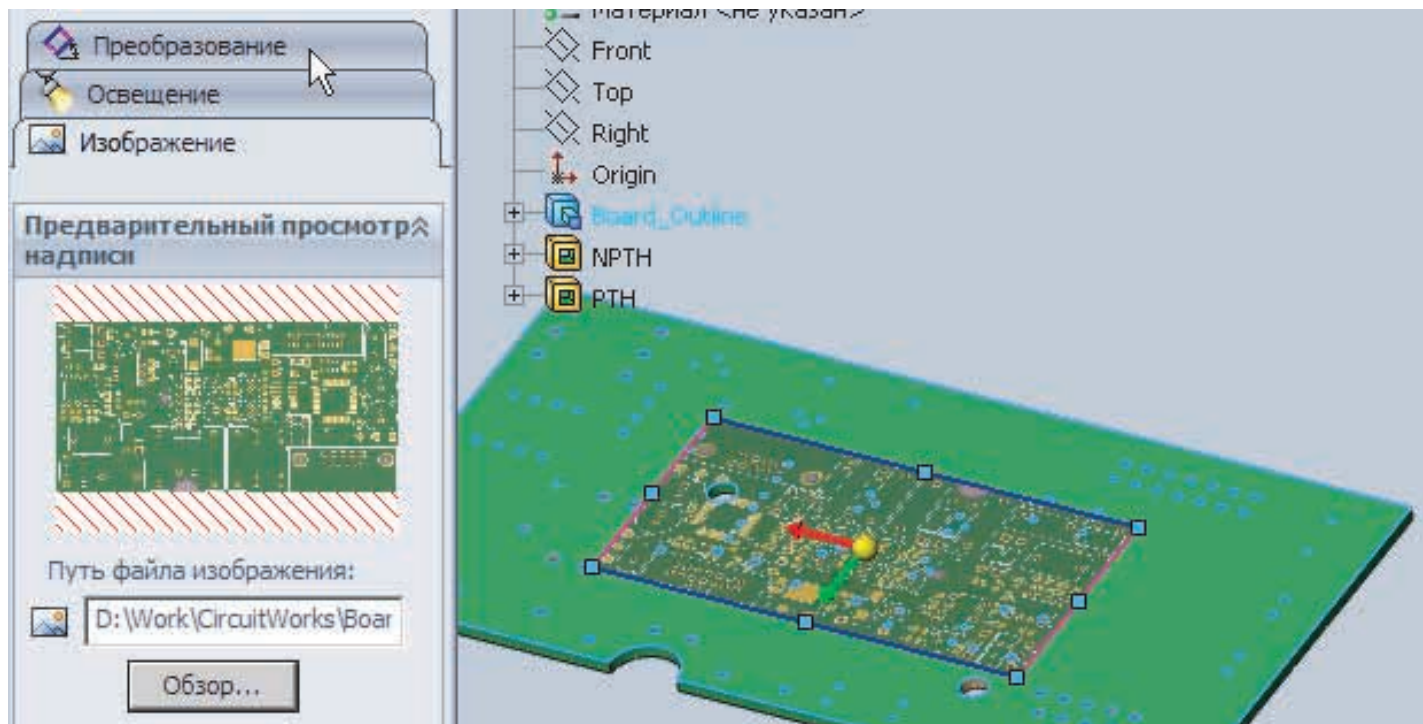 Преобразование
Освещение
Изображение
Предварительный просмотр
надписи
Путь файла изображения:
D:\Work\CircuitWorks\Boar
Обзор...
Материал <не указан>
Front
Top
Right
Origin
Board_Outline
NPTH
PTH